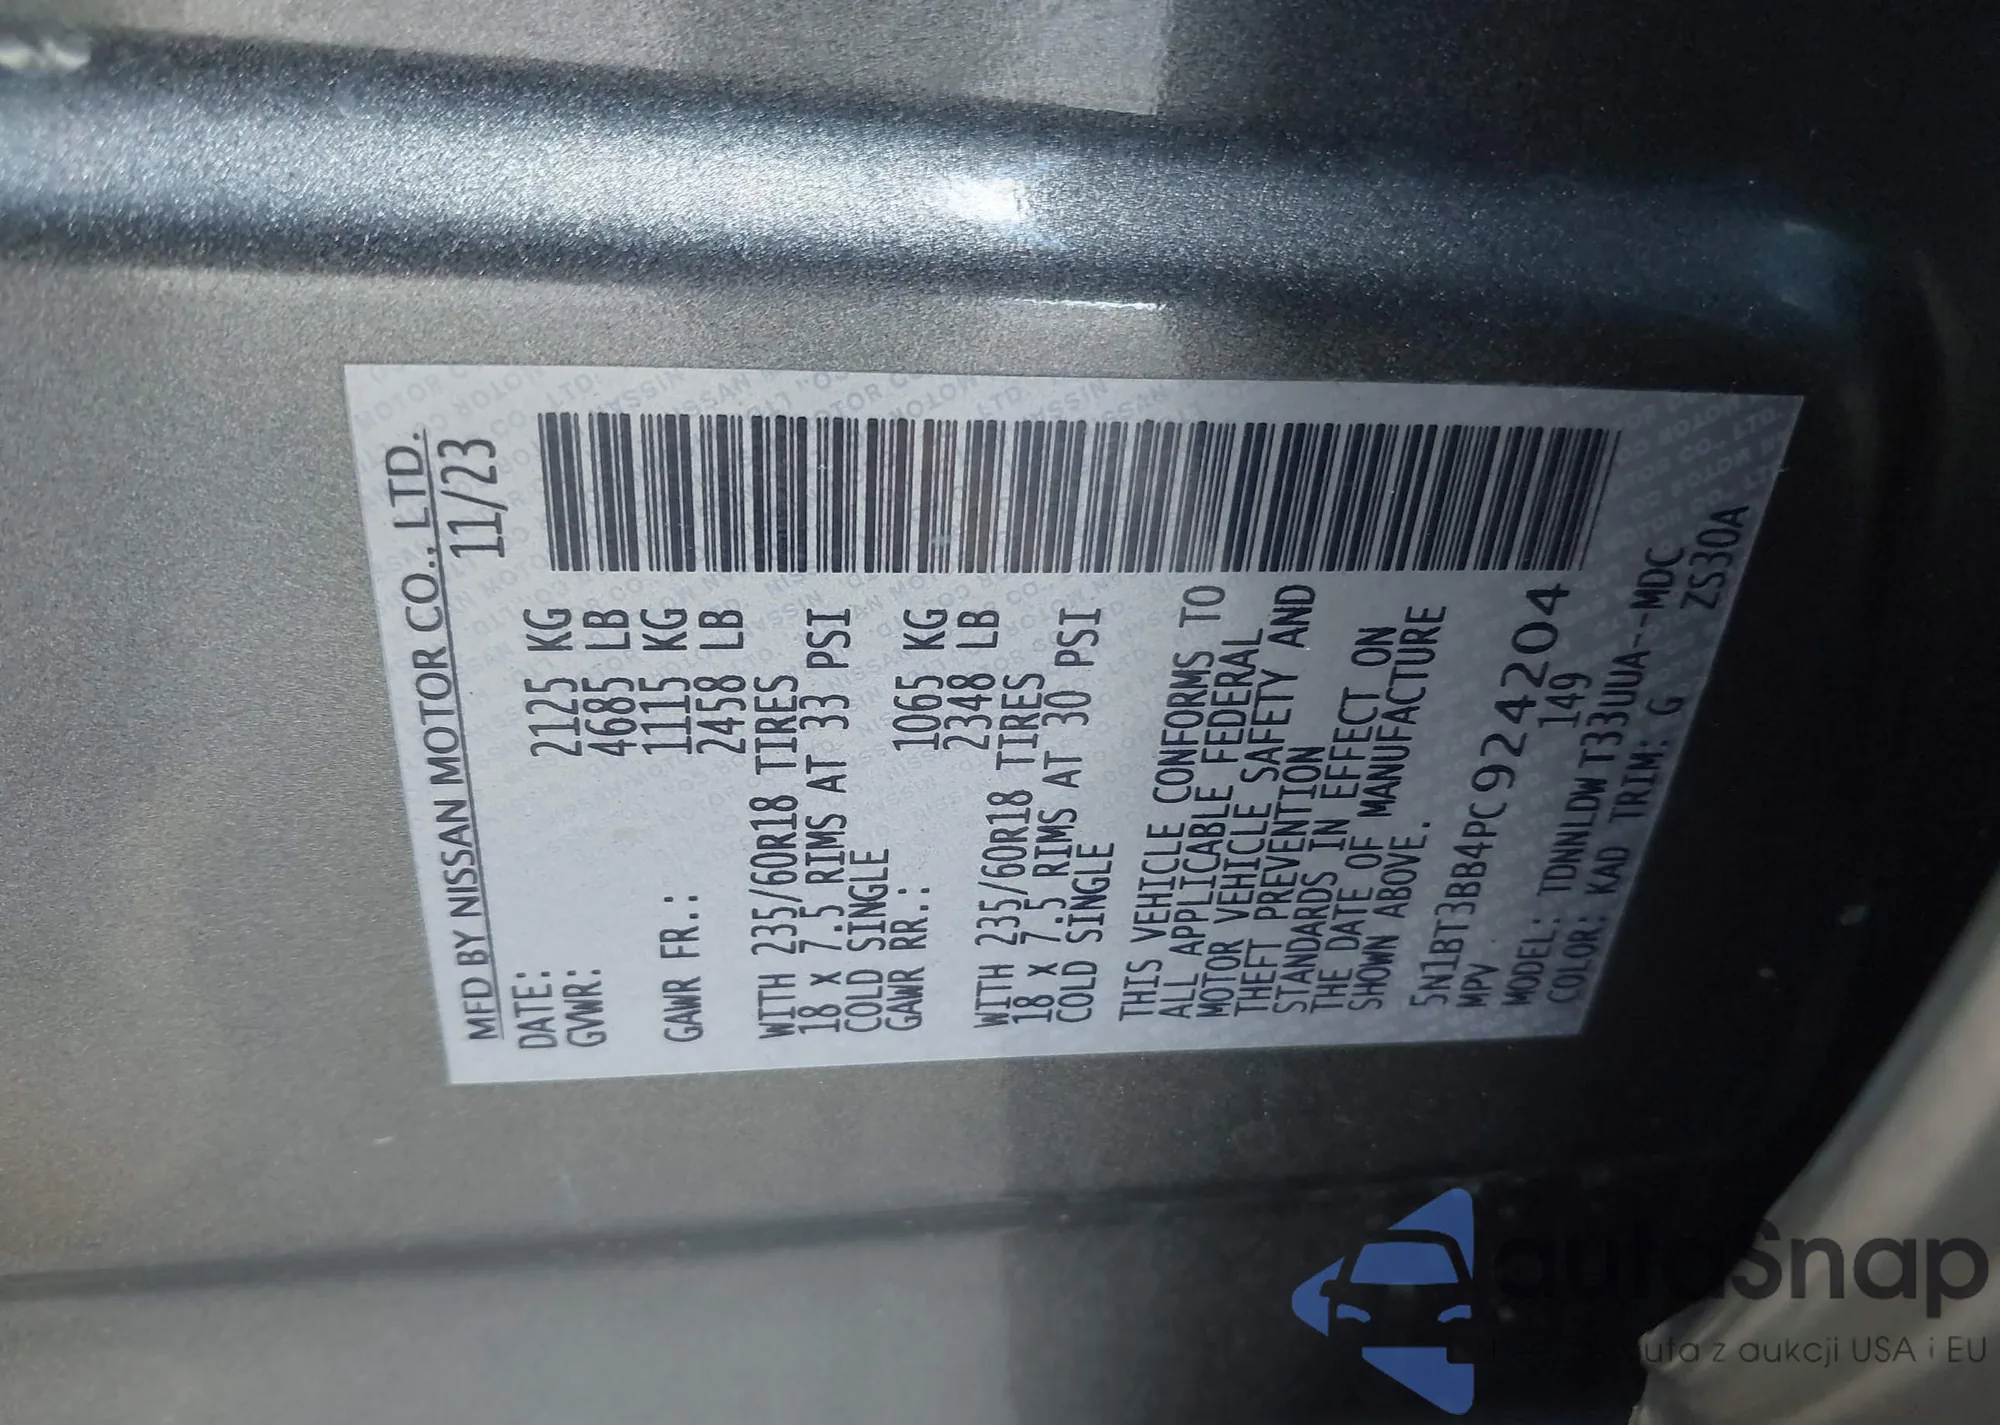 MFD BY NISSAN MOTOR CO., LTD.
DATE: 11/23
GVWR: 2125 KG
4685 LB
GAWR FR.: 1115 KG
2458 LB
WITH 235/60R18 TIRES
18 X 7.5 RIMS AT 33 PSI
COLD SINGLE
GAWR RR.: 1065 KG
2348 LB
WITH 235/60R18 TIRES
18 X 7.5 RIMS AT 30 PSI
COLD SINGLE
THIS VEHICLE CONFORMS TO
ALL APPLICABLE FEDERAL
MOTOR VEHICLE SAFETY AND
THEFT PREVENTION
STANDARDS IN EFFECT ON
THE DATE OF MANUFACTURE
SHOWN ABOVE.
5N1BT3BB4PC924204
MPV 149
MODEL: TDNNLDWT33UUA--MDC
COLOR: KAD TRIM: G ZS30A
autaSnap
auta z aukcji USA i EU